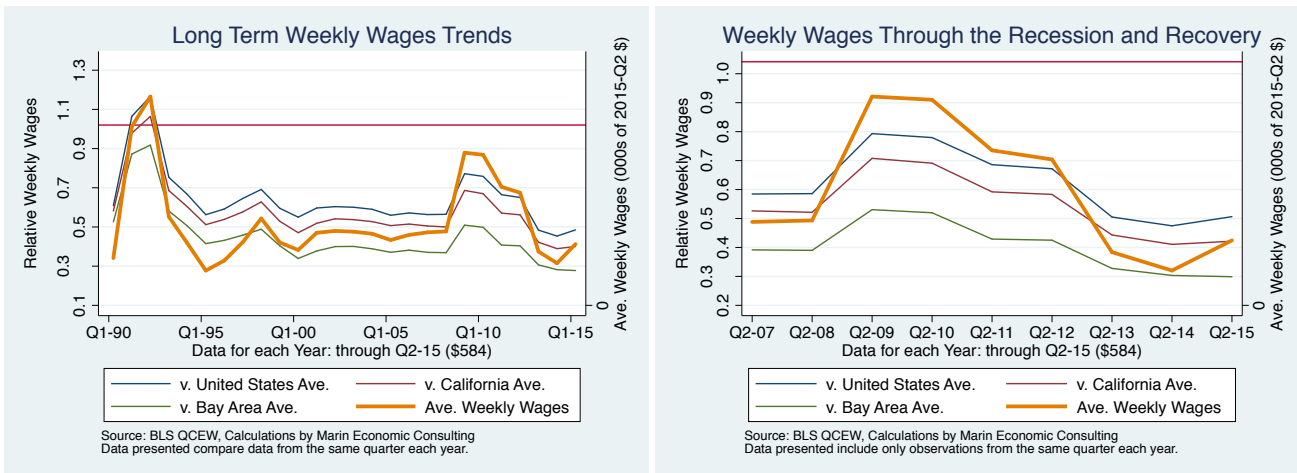 Long Term Weekly Wages Trends
Relative Weekly Wages
1.3
1.1
0.9
0.7
0.5
0.3
0.1
0
Ave. Weekly Wages (000s of 2015-Q2 $)
Q1-90 Q1-95 Q1-00 Q1-05 Q1-10 Q1-15
Data for each Year: through Q2-15 ($584)
v. United States Ave. v. California Ave.
v. Bay Area Ave. Ave. Weekly Wages
Source: BLS QCEW, Calculations by Marin Economic Consulting
Data presented compare data from the same quarter each year.
Weekly Wages Through the Recession and Recovery
Relative Weekly Wages
1.0
0.9
0.8
0.7
0.6
0.5
0.4
0.3
0.2
0
Ave. Weekly Wages (000s of 2015-Q2 $)
Q2-07 Q2-08 Q2-09 Q2-10 Q2-11 Q2-12 Q2-13 Q2-14 Q2-15
Data for each Year: through Q2-15 ($584)
v. United States Ave. v. California Ave.
v. Bay Area Ave. Ave. Weekly Wages
Source: BLS QCEW, Calculations by Marin Economic Consulting
Data presented include only observations from the same quarter each year.